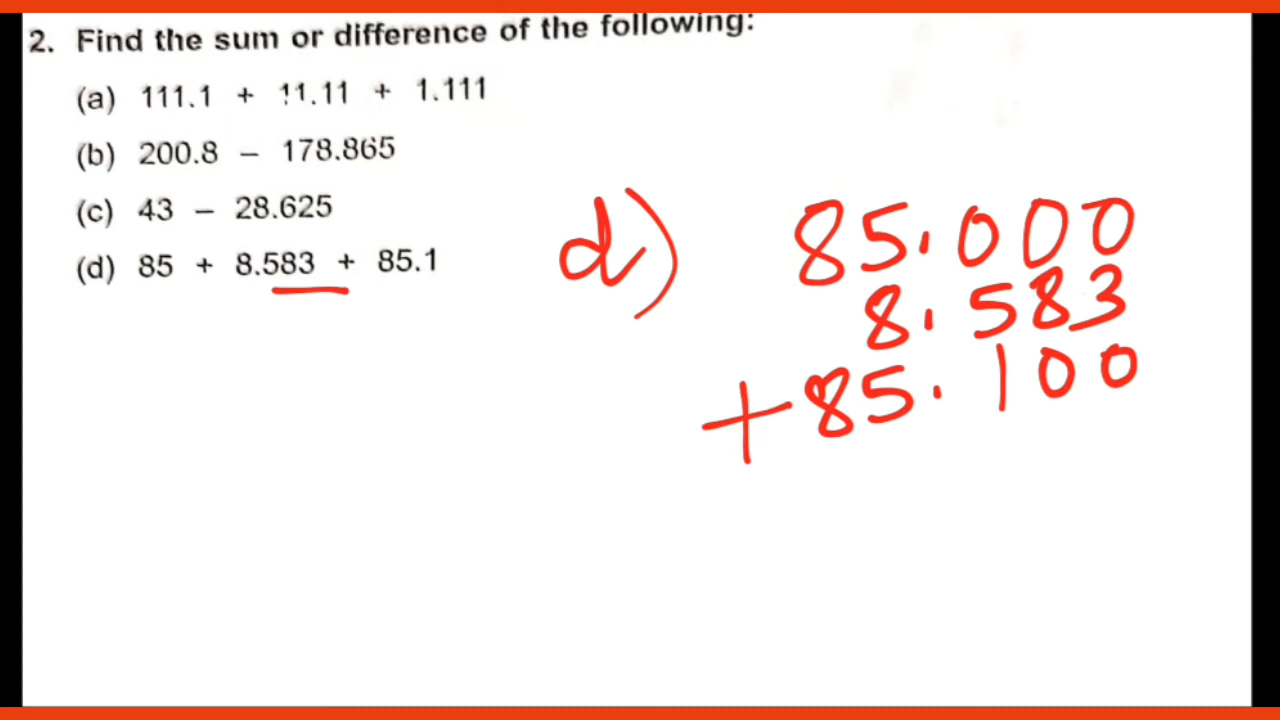 2. Find the sum or difference of the following:
(a) 111.1 + 11.11 + 1.111
(b) 200.8 – 178.865
(c) 43 – 28.625
(d) 85 + 8.583 + 85.1
d) 85.000
8.583
+85.100